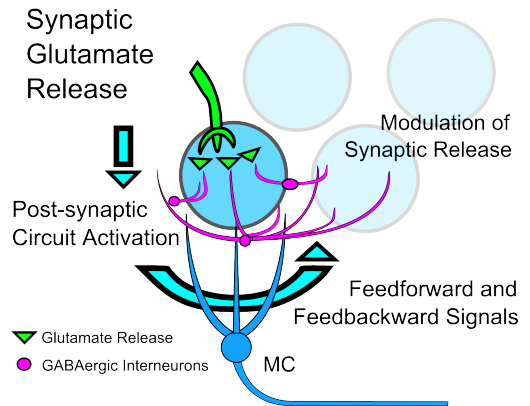 Synaptic
Glutamate
Release
Modulation of
Synaptic Release
Post-synaptic
Circuit Activation
Feedforward and
Feedbackward Signals
Glutamate Release
GABAergic Interneurons
MC